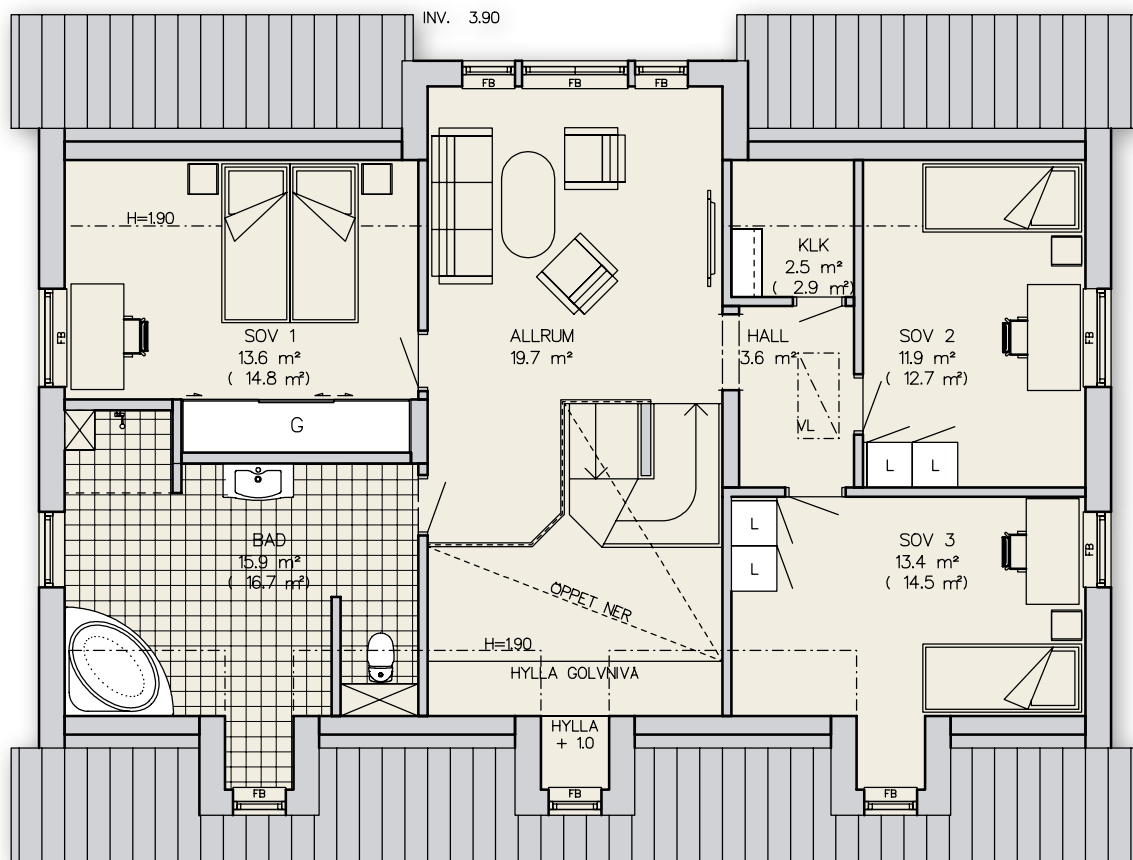 INV. 3.90
FB
FB
FB
H=1.90
KLK
2.5 m²
( 2.9 m²)
FB
SOV 1
13.6 m²
( 14.8 m²)
ALLRUM
19.7 m²
HALL
3.6 m²
SOV 2
11.9 m²
( 12.7 m²)
FB
G
VL
L
L
BAD
15.9 m²
( 16.7 m²)
L
L
SOV 3
13.4 m²
( 14.5 m²)
FB
ÖPPET NER
H=1.90
HYLLA GOLVNIVÅ
HYLLA
+ 1.0
FB
FB
FB